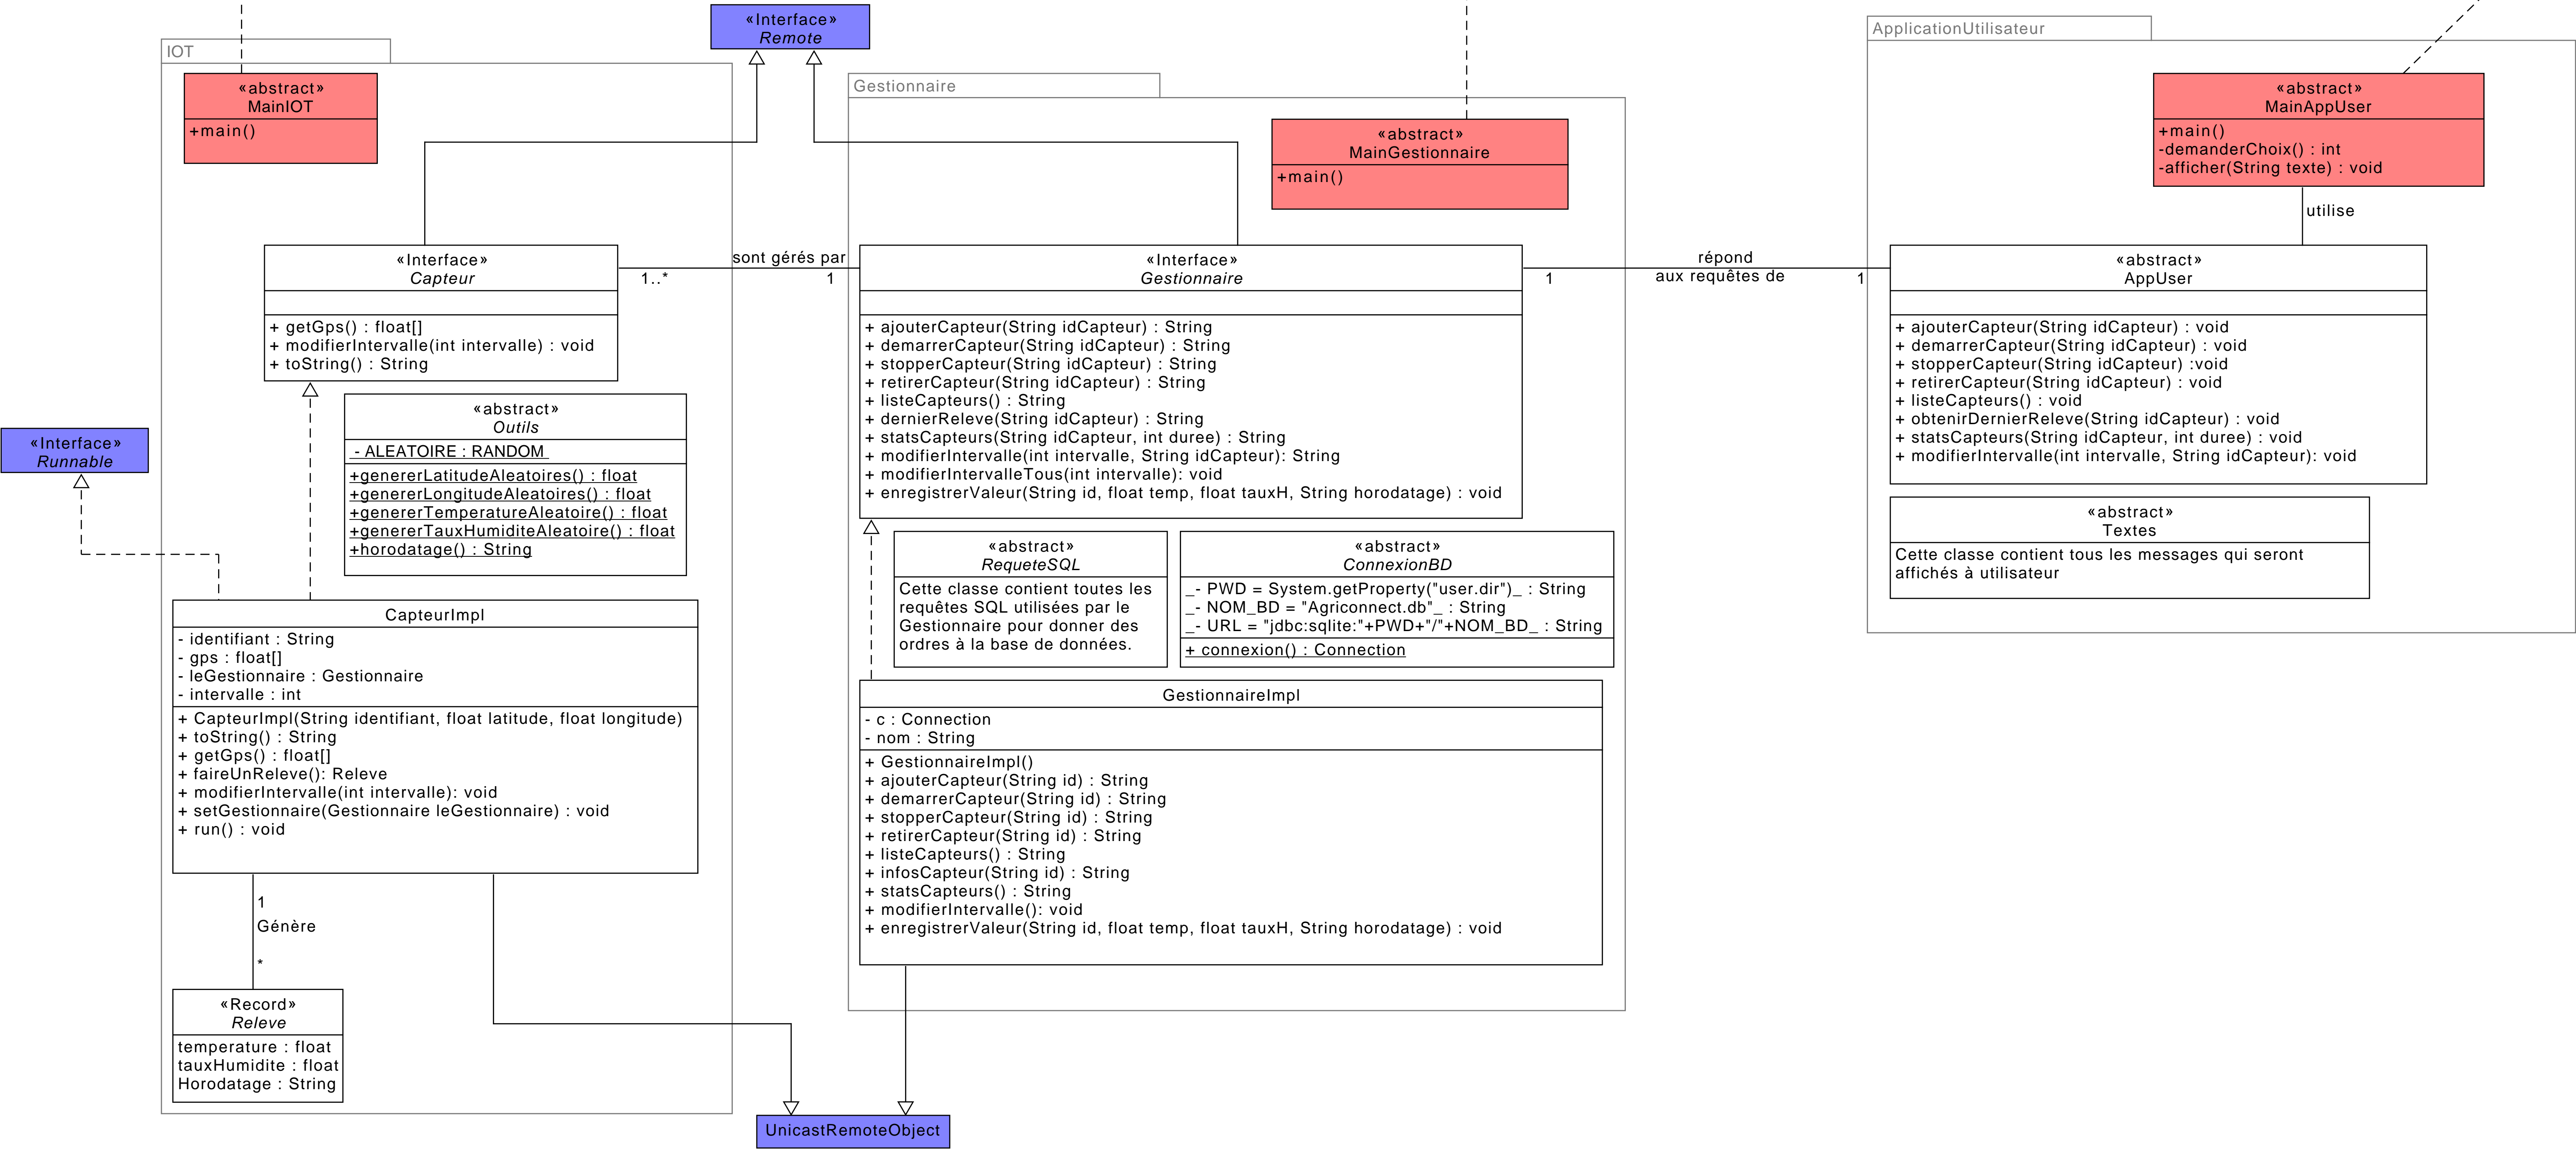 «Interface»
Remote
IOT
«abstract»
MainIOT
+main()
«Interface»
Capteur
+ getGps() : float[]
+ modifierIntervalle(int intervalle) : void
+ toString() : String
«abstract»
Outils
- ALEATOIRE : RANDOM
+genererLatitudeAleatoires() : float
+genererLongitudeAleatoires() : float
+genererTemperatureAleatoire() : float
+genererTauxHumiditeAleatoire() : float
+horodatage() : String
«Interface»
Runnable
CapteurImpl
- identifiant : String
- gps : float[]
- leGestionnaire : Gestionnaire
- intervalle : int
+ CapteurImpl(String identifiant, float latitude, float longitude)
+ toString() : String
+ getGps() : float[]
+ faireUnReleve(): Releve
+ modifierIntervalle(int intervalle): void
+ setGestionnaire(Gestionnaire leGestionnaire) : void
+ run() : void
1
Génère
*
«Record»
Releve
temperature : float
tauxHumidite : float
Horodatage : String
sont gérés par
1..*
1
Gestionnaire
«abstract»
MainGestionnaire
+main()
«Interface»
Gestionnaire
+ ajouterCapteur(String idCapteur) : String
+ demarrerCapteur(String idCapteur) : String
+ stopperCapteur(String idCapteur) : String
+ retirerCapteur(String idCapteur) : String
+ listeCapteurs() : String
+ dernierReleve(String idCapteur) : String
+ statsCapteurs(String idCapteur, int duree) : String
+ modifierIntervalle(int intervalle, String idCapteur): String
+ modifierIntervalleTous(int intervalle): void
+ enregistrerValeur(String id, float temp, float tauxH, String horodatage) : void
«abstract»
RequeteSQL
Cette classe contient toutes les
requêtes SQL utilisées par le
Gestionnaire pour donner des
ordres à la base de données.
«abstract»
ConnexionBD
_- PWD = System.getProperty("user.dir")_ : String
_- NOM_BD = "Agriconnect.db"_ : String
_- URL = "jdbc:sqlite:"+PWD+"/"+NOM_BD_ : String
+ connexion() : Connection
GestionnaireImpl
- c : Connection
- nom : String
+ GestionnaireImpl()
+ ajouterCapteur(String id) : String
+ demarrerCapteur(String id) : String
+ stopperCapteur(String id) : String
+ retirerCapteur(String id) : String
+ listeCapteurs() : String
+ infosCapteur(String id) : String
+ statsCapteurs() : String
+ modifierIntervalle(): void
+ enregistrerValeur(String id, float temp, float tauxH, String horodatage) : void
UnicastRemoteObject
répond
aux requêtes de
1
1
ApplicationUtilisateur
«abstract»
MainAppUser
+main()
-demanderChoix() : int
-afficher(String texte) : void
utilise
«abstract»
AppUser
+ ajouterCapteur(String idCapteur) : void
+ demarrerCapteur(String idCapteur) : void
+ stopperCapteur(String idCapteur) :void
+ retirerCapteur(String idCapteur) : void
+ listeCapteurs() : void
+ obtenirDernierReleve(String idCapteur) : void
+ statsCapteurs(String idCapteur, int duree) : void
+ modifierIntervalle(int intervalle, String idCapteur): void
«abstract»
Textes
Cette classe contient tous les messages qui seront
affichés à utilisateur